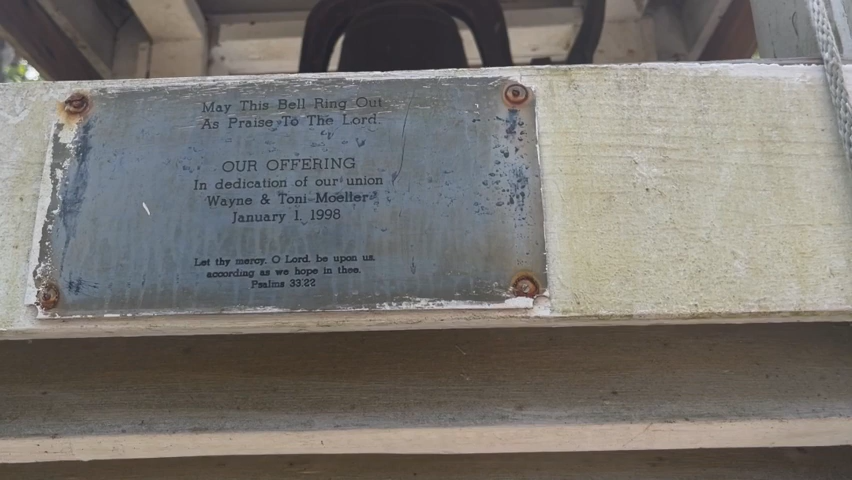 May This Bell Ring Out
As Praise To The Lord.
OUR OFFERING
In dedication of our union
Wayne & Toni Moeller
January 1, 1998
Let thy mercy, O Lord, be upon us,
according as we hope in thee.
Psalms 33:22